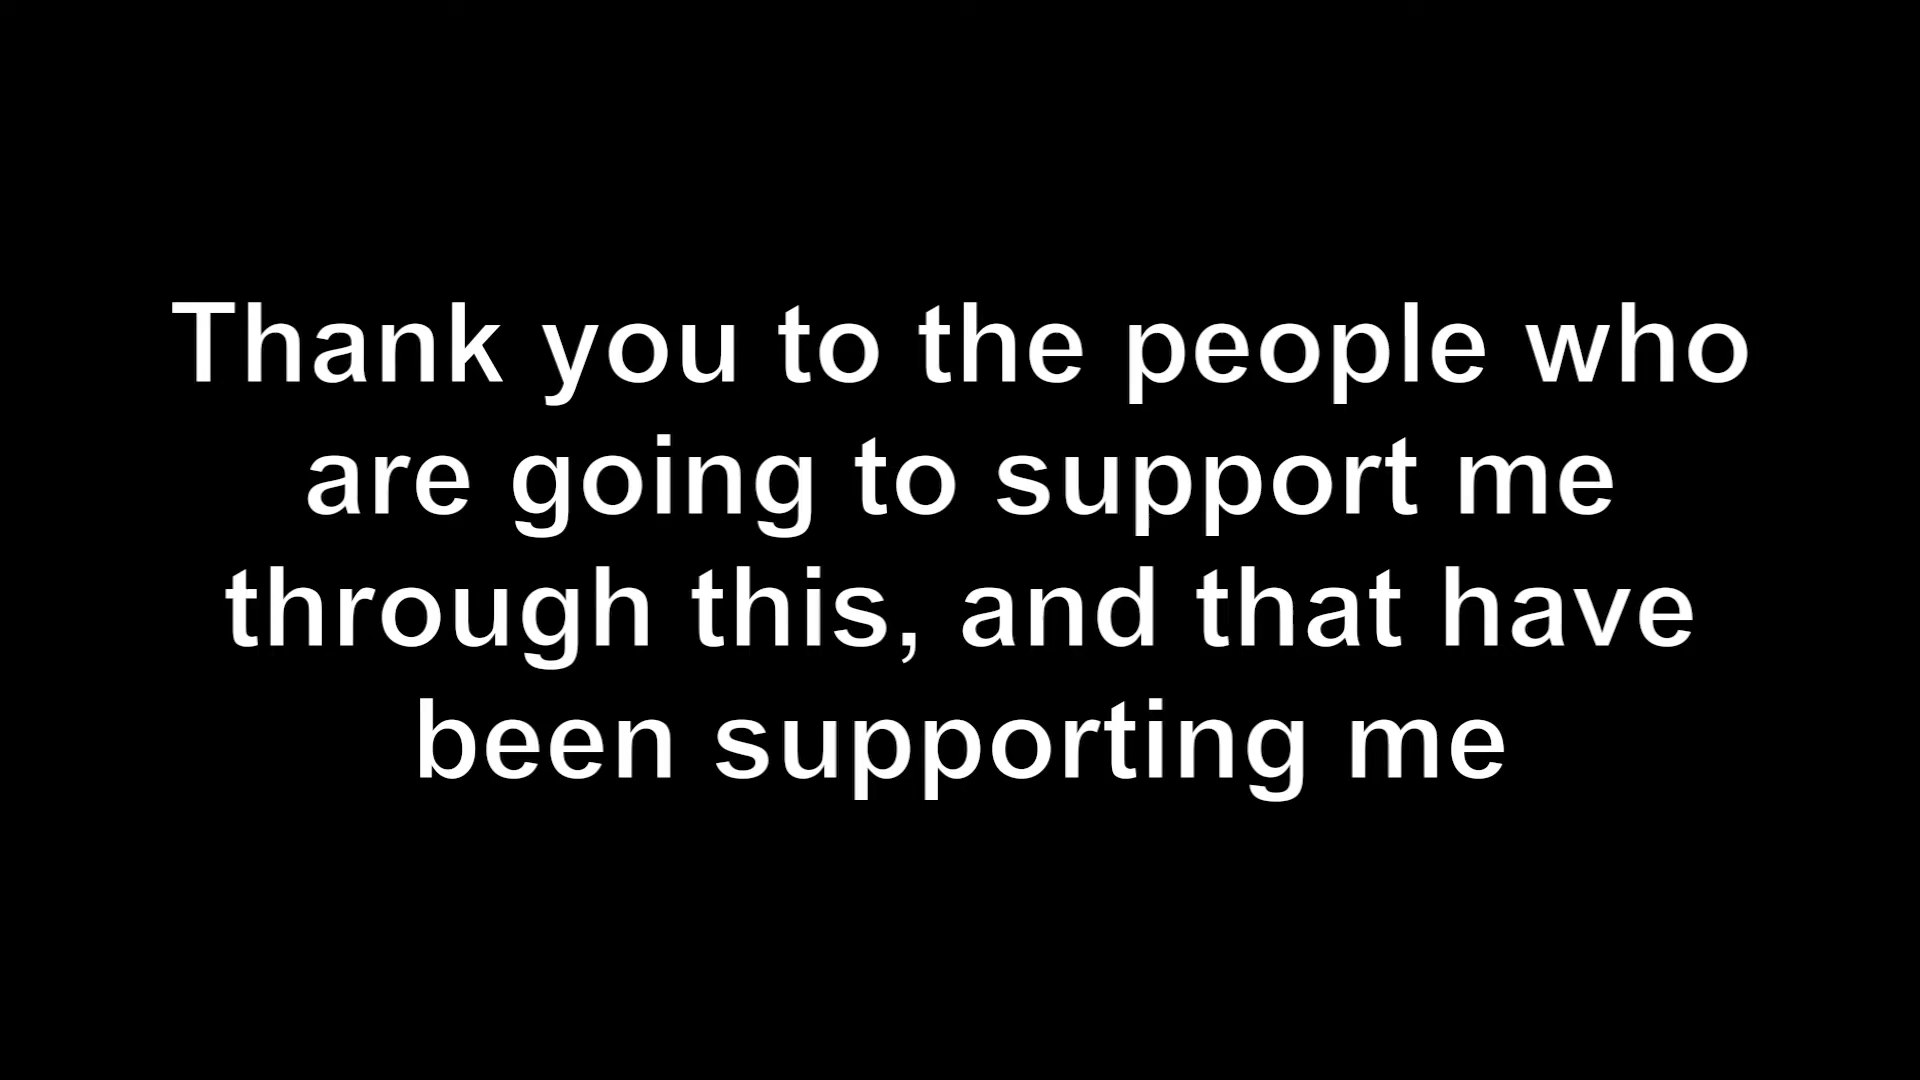 Thank you to the people who
are going to support me
through this, and that have
been supporting me